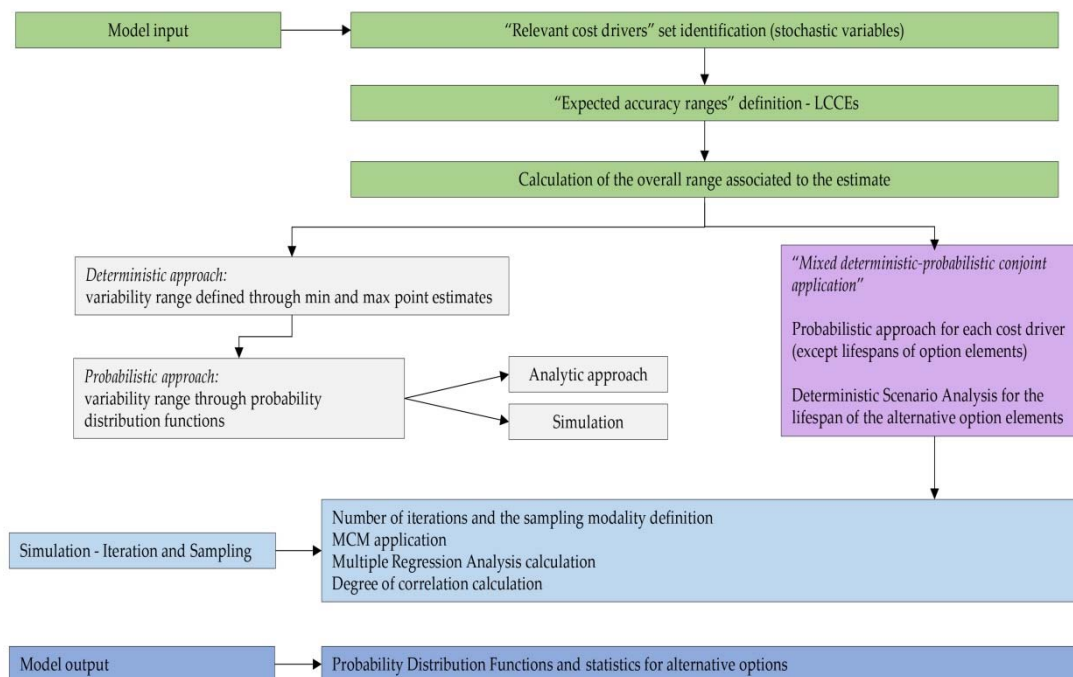 Model input
“Relevant cost drivers” set identification (stochastic variables)
“Expected accuracy ranges” definition - LCCEs
Calculation of the overall range associated to the estimate
Deterministic approach:
variability range defined through min and max point estimates
Probabilistic approach:
variability range through probability
distribution functions
Analytic approach
Simulation
“Mixed deterministic-probabilistic conjoint
application”
Probabilistic approach for each cost driver
(except lifespans of option elements)
Deterministic Scenario Analysis for the
lifespan of the alternative option elements
Simulation - Iteration and Sampling
Number of iterations and the sampling modality definition
MCM application
Multiple Regression Analysis calculation
Degree of correlation calculation
Model output
Probability Distribution Functions and statistics for alternative options